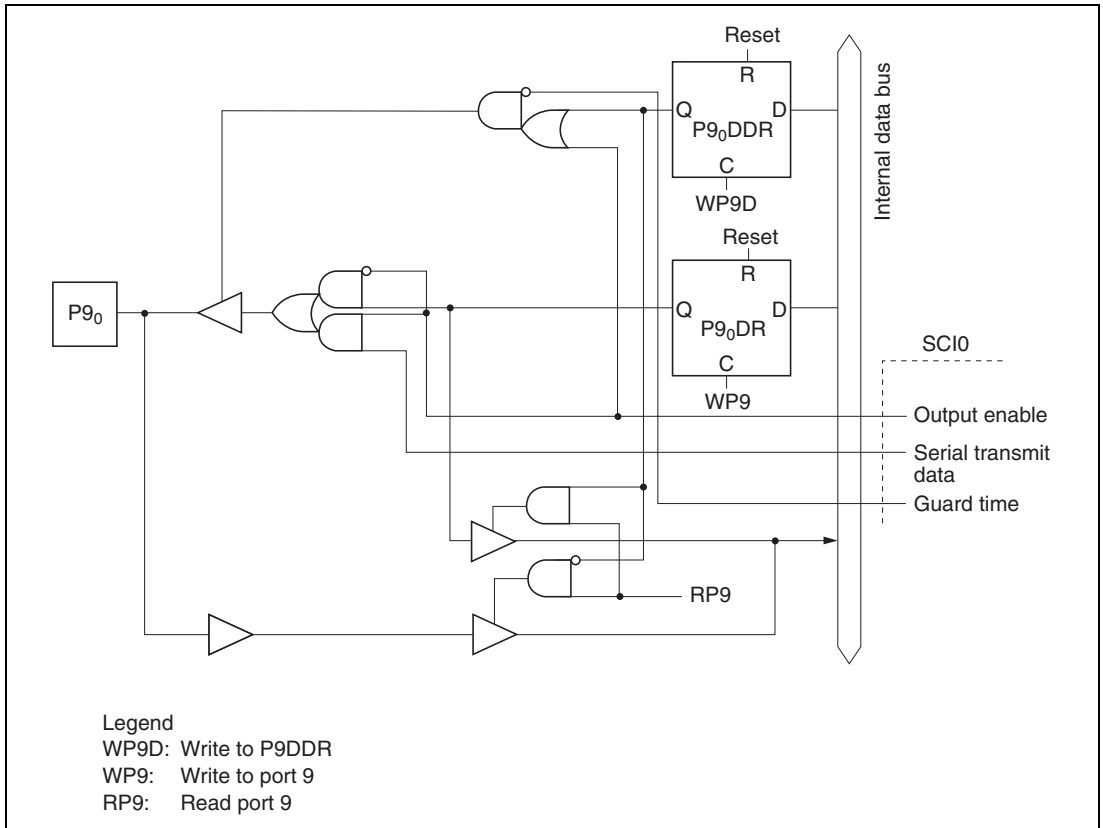 Reset
R
Q
D
P9₀DDR
C
WP9D
Internal data bus
Reset
R
P9₀
Q
D
P9₀DR
C
WP9
SCI0
Output enable
Serial transmit
data
Guard time
RP9
Legend
WP9D: Write to P9DDR
WP9: Write to port 9
RP9: Read port 9